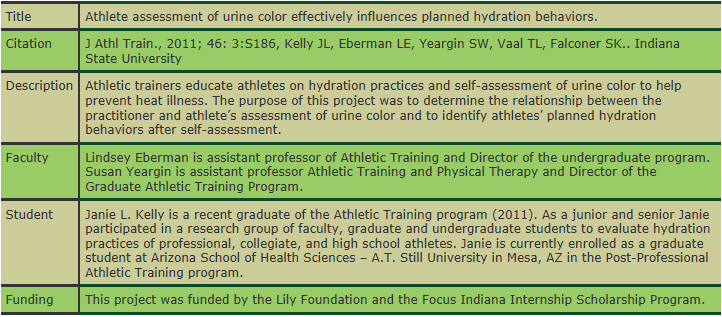 Title Athlete assessment of urine color effectively influences planned hydration behaviors.
Citation J Athl Train., 2011; 46: 3:S186, Kelly JL, Eberman LE, Yeargin SW, Vaal TL, Falconer SK.. Indiana
State University
Description Athletic trainers educate athletes on hydration practices and self-assessment of urine color to help
prevent heat illness. The purpose of this project was to determine the relationship between the
practitioner and athlete's assessment of urine color and to identify athletes' planned hydration
behaviors after self-assessment.
Faculty Lindsey Eberman is assistant professor of Athletic Training and Director of the undergraduate program.
Susan Yeargin is assistant professor Athletic Training and Physical Therapy and Director of the
Graduate Athletic Training Program.
Student Janie L. Kelly is a recent graduate of the Athletic Training program (2011). As a junior and senior Janie
participated in a research group of faculty, graduate and undergraduate students to evaluate hydration
practices of professional, collegiate, and high school athletes. Janie is currently enrolled as a graduate
student at Arizona School of Health Sciences – A.T. Still University in Mesa, AZ in the Post-Professional
Athletic Training program.
Funding This project was funded by the Lily Foundation and the Focus Indiana Internship Scholarship Program.